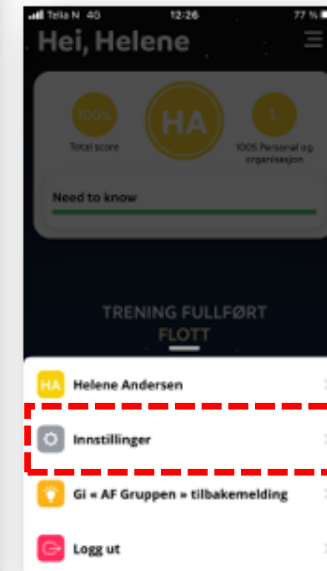 Telia N 4G 12:26 77 %
Hei, Helene
100%
HA
1.
Total score
1005 Personal og
organisasjon
Need to know
TRENING FULLFØRT
FLOTT
HA Helene Andersen
Innstillinger
Gi « AF Gruppen » tilbakemelding
Logg ut